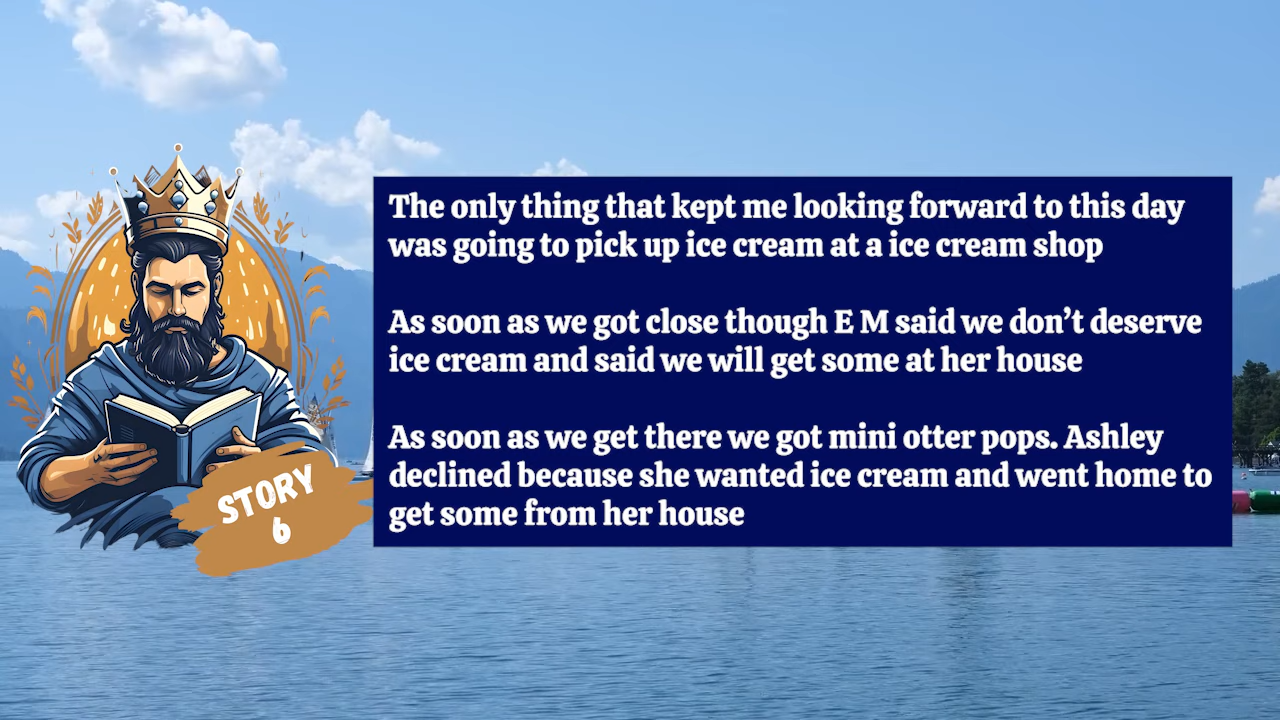 The only thing that kept me looking forward to this day
was going to pick up ice cream at a ice cream shop
As soon as we got close though E M said we don’t deserve
ice cream and said we will get some at her house
As soon as we get there we got mini otter pops. Ashley
declined because she wanted ice cream and went home to
get some from her house
STORY
6